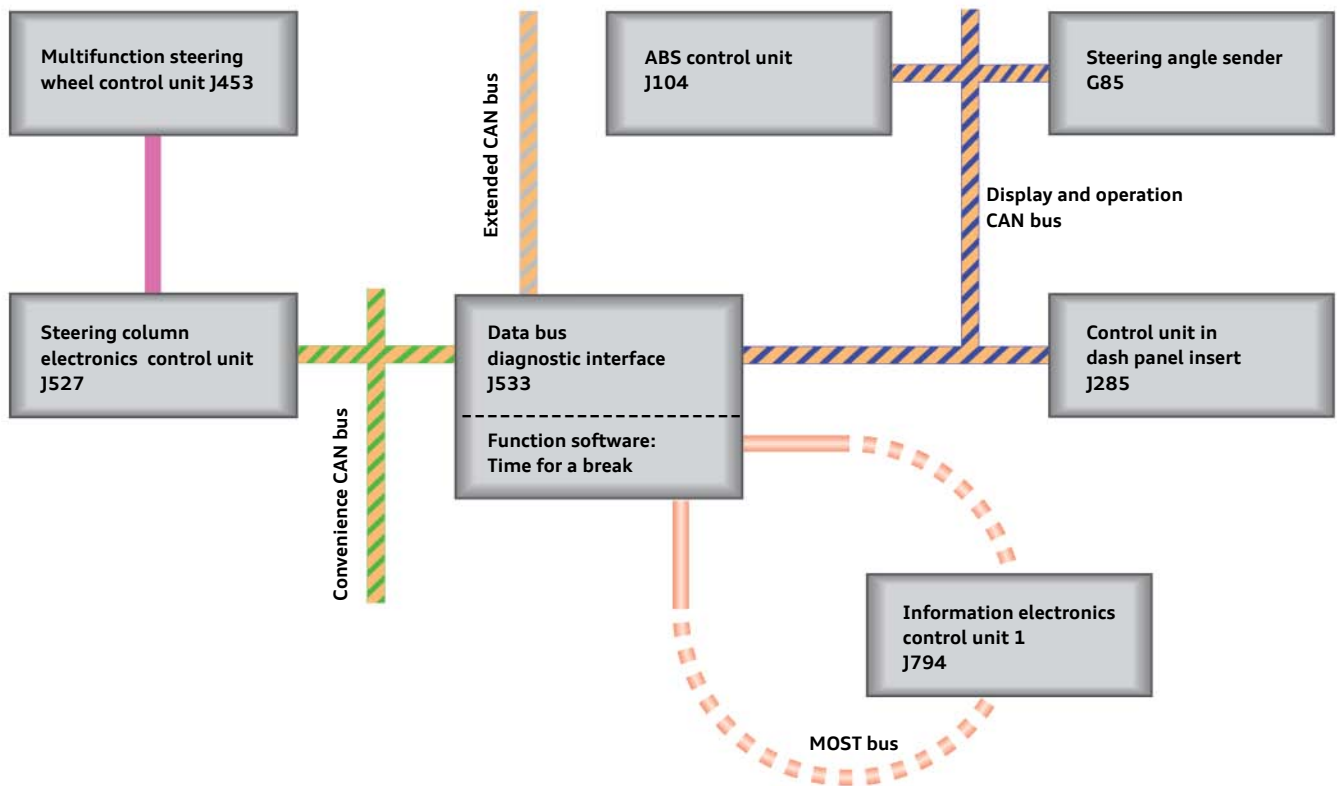 Multifunction steering
wheel control unit J453
Extended CAN bus
ABS control unit
J104
Steering angle sender
G85
Display and operation
CAN bus
Steering column
electronics control unit
J527
Convenience CAN bus
Data bus
diagnostic interface
J533
Function software:
Time for a break
Control unit in
dash panel insert
J285
Information electronics
control unit 1
J794
MOST bus